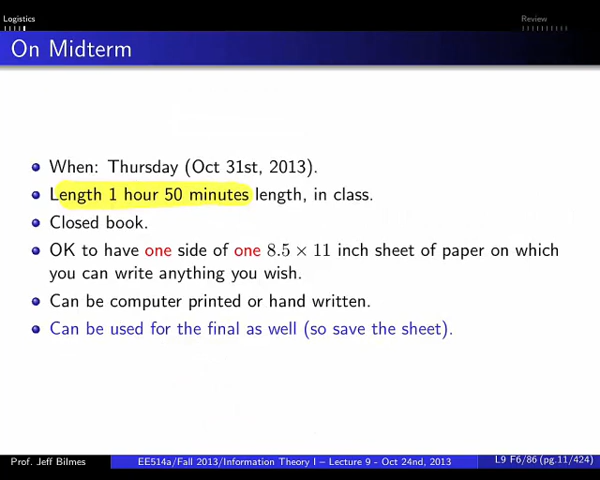 Logistics
Review
On Midterm
When: Thursday (Oct 31st, 2013).
Length 1 hour 50 minutes length, in class.
Closed book.
OK to have one side of one 8.5 × 11 inch sheet of paper on which
you can write anything you wish.
Can be computer printed or hand written.
Can be used for the final as well (so save the sheet).
Prof. Jeff Bilmes
EE514a/Fall 2013/Information Theory I – Lecture 9 - Oct 24nd, 2013
L9 F6/86 (pg.11/424)